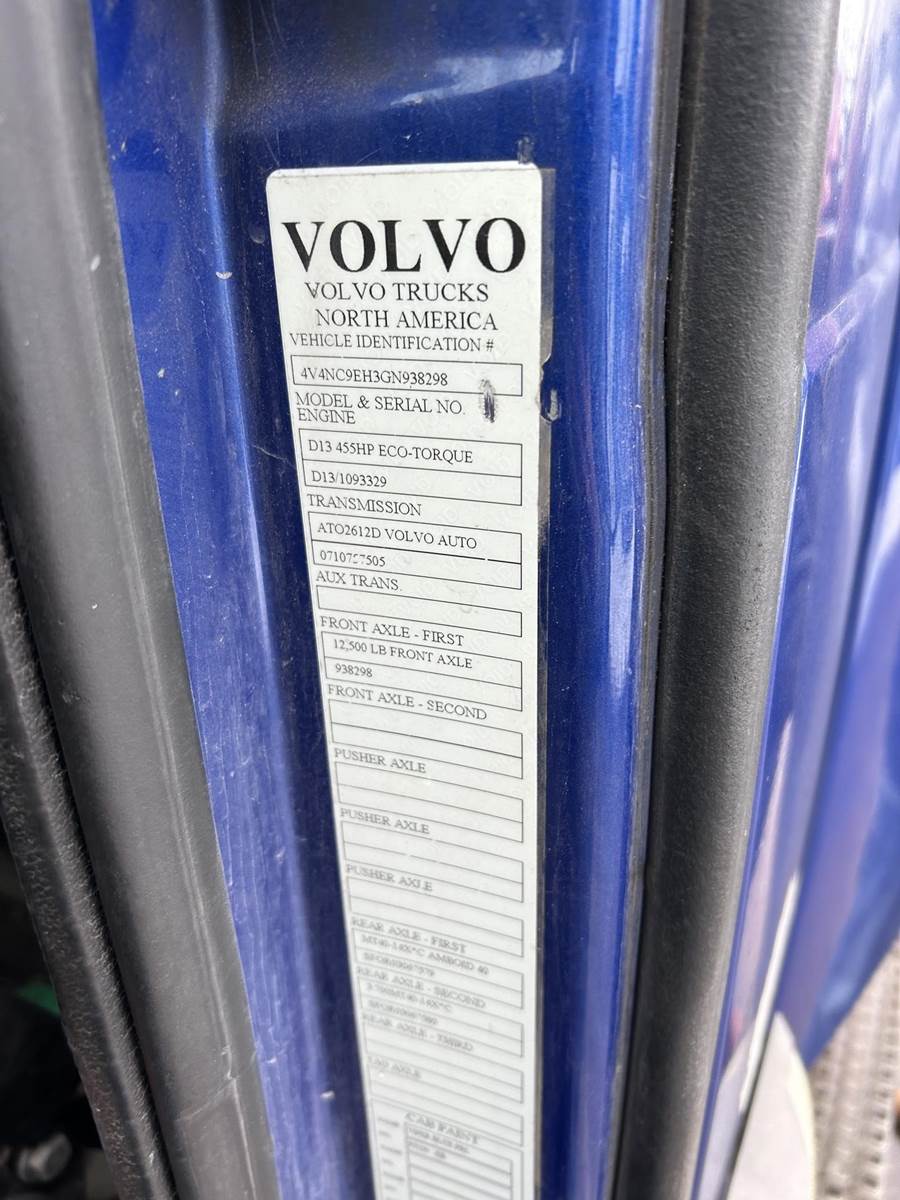 VOLVO
VOLVO TRUCKS
NORTH AMERICA
VEHICLE IDENTIFICATION #
4V4NC9EH3GN938298
MODEL & SERIAL NO.
ENGINE
D13 455HP ECO-TORQUE
D13/1093329
TRANSMISSION
ATO2612D VOLVO AUTO
AUX TRANS.
FRONT AXLE - FIRST
12,500 LB FRONT AXLE
938298
FRONT AXLE - SECOND
PUSHER AXLE
PUSHER AXLE
PUSHER AXLE
REAR AXLE - FIRST
REAR AXLE - SECOND
REAR AXLE - THIRD
CAB PAINT